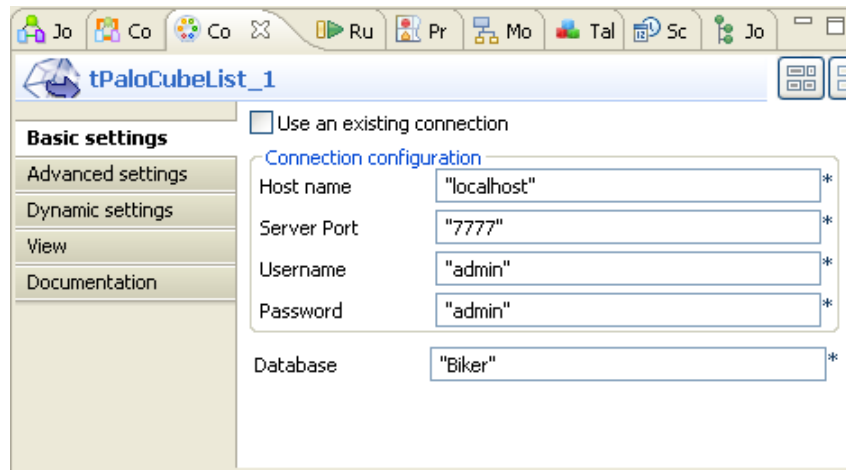 Jo Co Co Ru Pr Mo Tal Sc Jo
tPaloCubeList_1
Basic settings
Advanced settings
Dynamic settings
View
Documentation
Use an existing connection
Connection configuration
Host name "localhost" *
Server Port "7777" *
Username "admin" *
Password "admin" *
Database "Biker" *